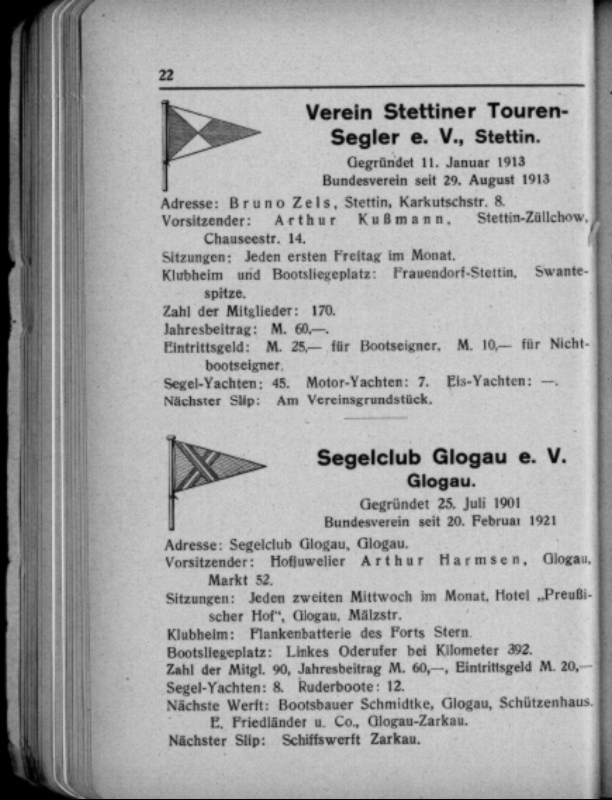 22
Verein Stettiner Touren-
Segler e. V., Stettin.
Gegründet 11. Januar 1913
Bundesverein seit 29. August 1913
Adresse: Bruno Zels, Stettin, Karkutschstr. 8.
Vorsitzender: Arthur Kußmann, Stettin-Züllchow,
Chauseestr. 14.
Sitzungen: Jeden ersten Freitag im Monat.
Klubheim und Bootsliegeplatz: Frauendorf-Stettin, Swante-
spitze.
Zahl der Mitglieder: 170.
Jahresbeitrag: M. 60,—.
Eintrittsgeld: M. 25,— für Bootseigner, M. 10,— für Nicht-
bootseigner.
Segel-Yachten: 45. Motor-Yachten: 7. Eis-Yachten: —.
Nächster Slip: Am Vereinsgrundstück.
Segelclub Glogau e. V.
Glogau.
Gegründet 25. Juli 1901
Bundesverein seit 20. Februar 1921
Adresse: Segelclub Glogau, Glogau.
Vorsitzender: Hofjuwelier Arthur Harmsen, Glogau,
Markt 52.
Sitzungen: Jeden zweiten Mittwoch im Monat, Hotel „Preußi-
scher Hof“, Glogau, Mälzstr.
Klubheim: Flankenbatterie des Forts Stern.
Bootsliegeplatz: Linkes Oderufer bei Kilometer 392.
Zahl der Mitgl. 90, Jahresbeitrag M. 60,—, Eintrittsgeld M. 20,—
Segel-Yachten: 8. Ruderboote: 12.
Nächste Werft: Bootsbauer Schmidtke, Glogau, Schützenhaus.
E. Friedländer u. Co., Glogau-Zarkau.
Nächster Slip: Schiffswerft Zarkau.